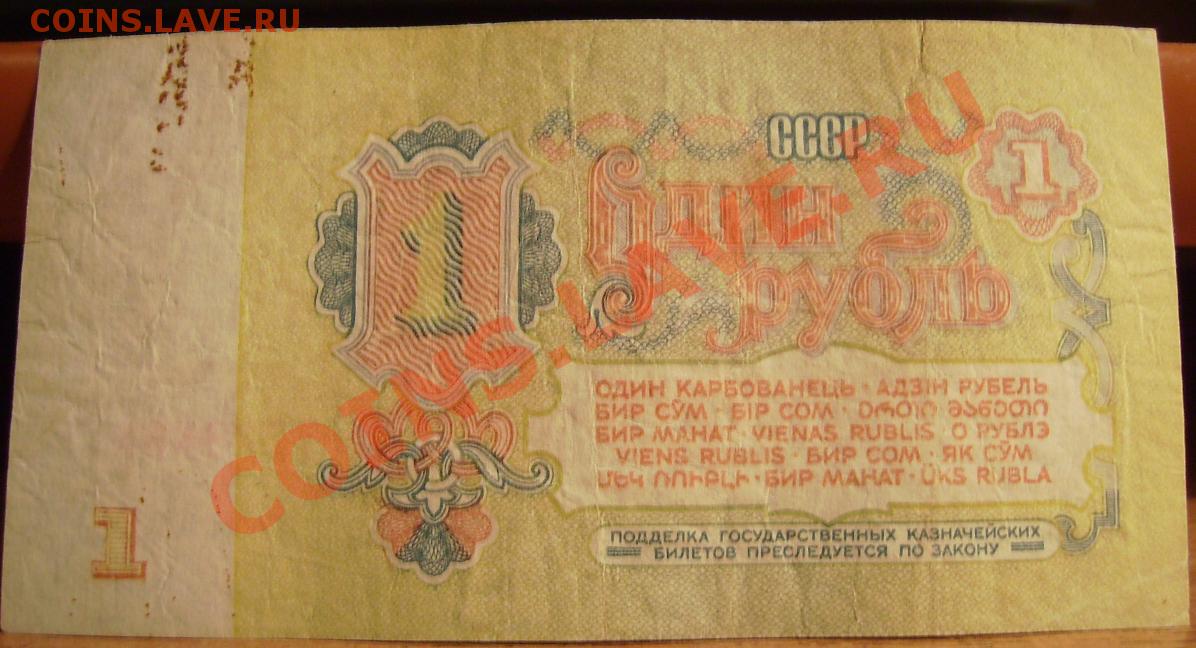 COINS.LAVE.RU
СССР
1
1
Один
рубль
COINS.LAVE.RU
ОДИН КАРБОВАНЕЦЬ · АДЗІН РУБЕЛЬ
БИР СЎМ · БІР СОМ · ᲔᲠᲗᲘ ᲛᲐᲜᲔᲗᲘ
БИР МАНАТ · VIENAS RUBLIS · О РУБЛЭ
VIENS RUBLIS · БИР СОМ · ЯК СӮМ
ՄԵԿ ՌՈՒԲԼԻ · БИР МАНАТ · ÜKS RUBLA
1
ПОДДЕЛКА ГОСУДАРСТВЕННЫХ КАЗНАЧЕЙСКИХ
БИЛЕТОВ ПРЕСЛЕДУЕТСЯ ПО ЗАКОНУ